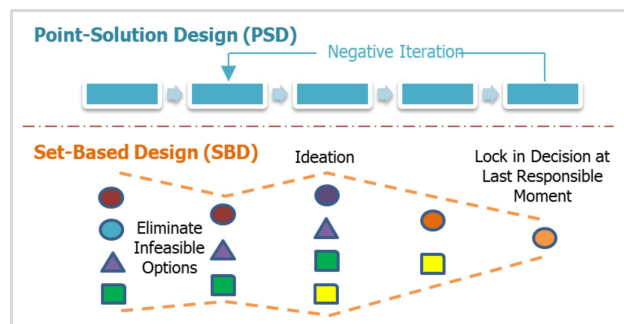 Point-Solution Design (PSD)
Negative Iteration
Set-Based Design (SBD)
Ideation
Lock in Decision at
Last Responsible
Moment
Eliminate
Infeasible
Options